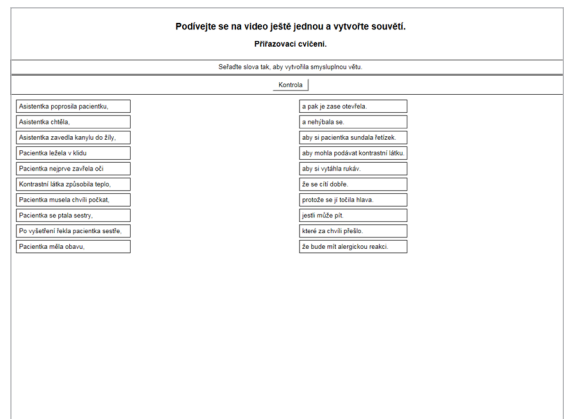 Podívejte se na video ještě jednou a vytvořte souvětí.
Přiřazovací cvičení.
Seřaďte slova tak, aby vytvořila smysluplnou větu.
Kontrola
Asistentka poprosila pacientku,
a pak je zase otevřela.
Asistentka chtěla,
a nehýbala se.
Asistentka zavedla kanylu do žíly,
aby si pacientka sundala řetízek.
Pacientka ležela v klidu
aby mohla podávat kontrastní látku.
Pacientka nejprve zavřela oči
aby si vytáhla rukáv.
Kontrastní látka způsobila teplo,
že se cítí dobře.
Pacientka musela chvíli počkat,
protože se jí točila hlava.
Pacientka se ptala sestry,
jestli může pít.
Po vyšetření řekla pacientka sestře,
které za chvíli přešlo.
Pacientka měla obavu,
že bude mít alergickou reakci.